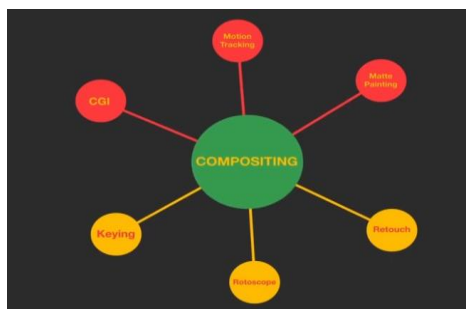 Motion
Tracking
Matte
Painting
CGI
COMPOSITING
Keying
Retouch
Rotoscope